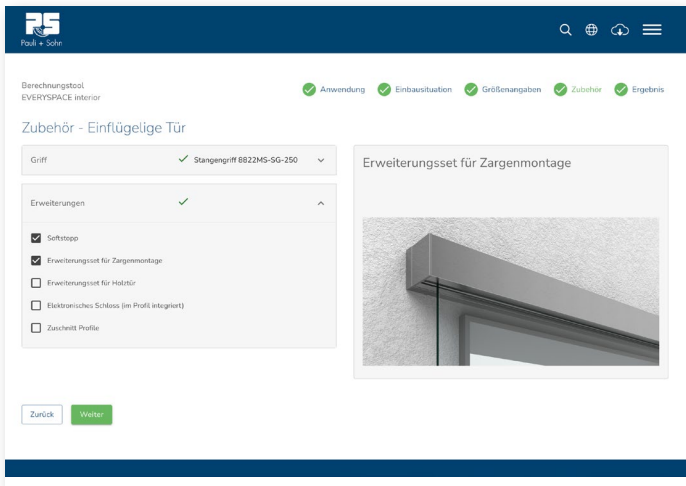 PS
Pauli + Sohn
Berechnungstool
EVERYSPACE interior
Anwendung Einbausituation Größenangaben Zubehör Ergebnis
Zubehör - Einflügelige Tür
Griff Stangengriff 8822MS-SG-250
Erweiterungen
Softstopp
Erweiterungsset für Zargenmontage
Erweiterungsset für Holztür
Elektronisches Schloss (im Profil integriert)
Zuschnitt Profile
Erweiterungsset für Zargenmontage
Zurück Weiter